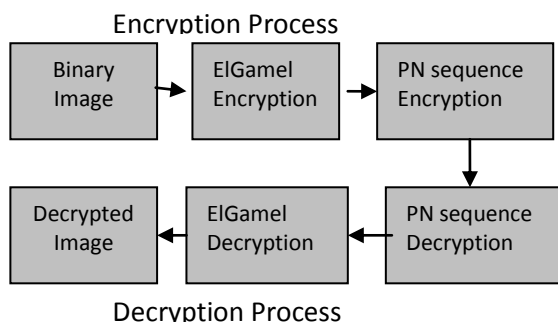 Encryption Process
Binary
Image
ElGamel
Encryption
PN sequence
Encryption
Decrypted
Image
ElGamel
Decryption
PN sequence
Decryption
Decryption Process